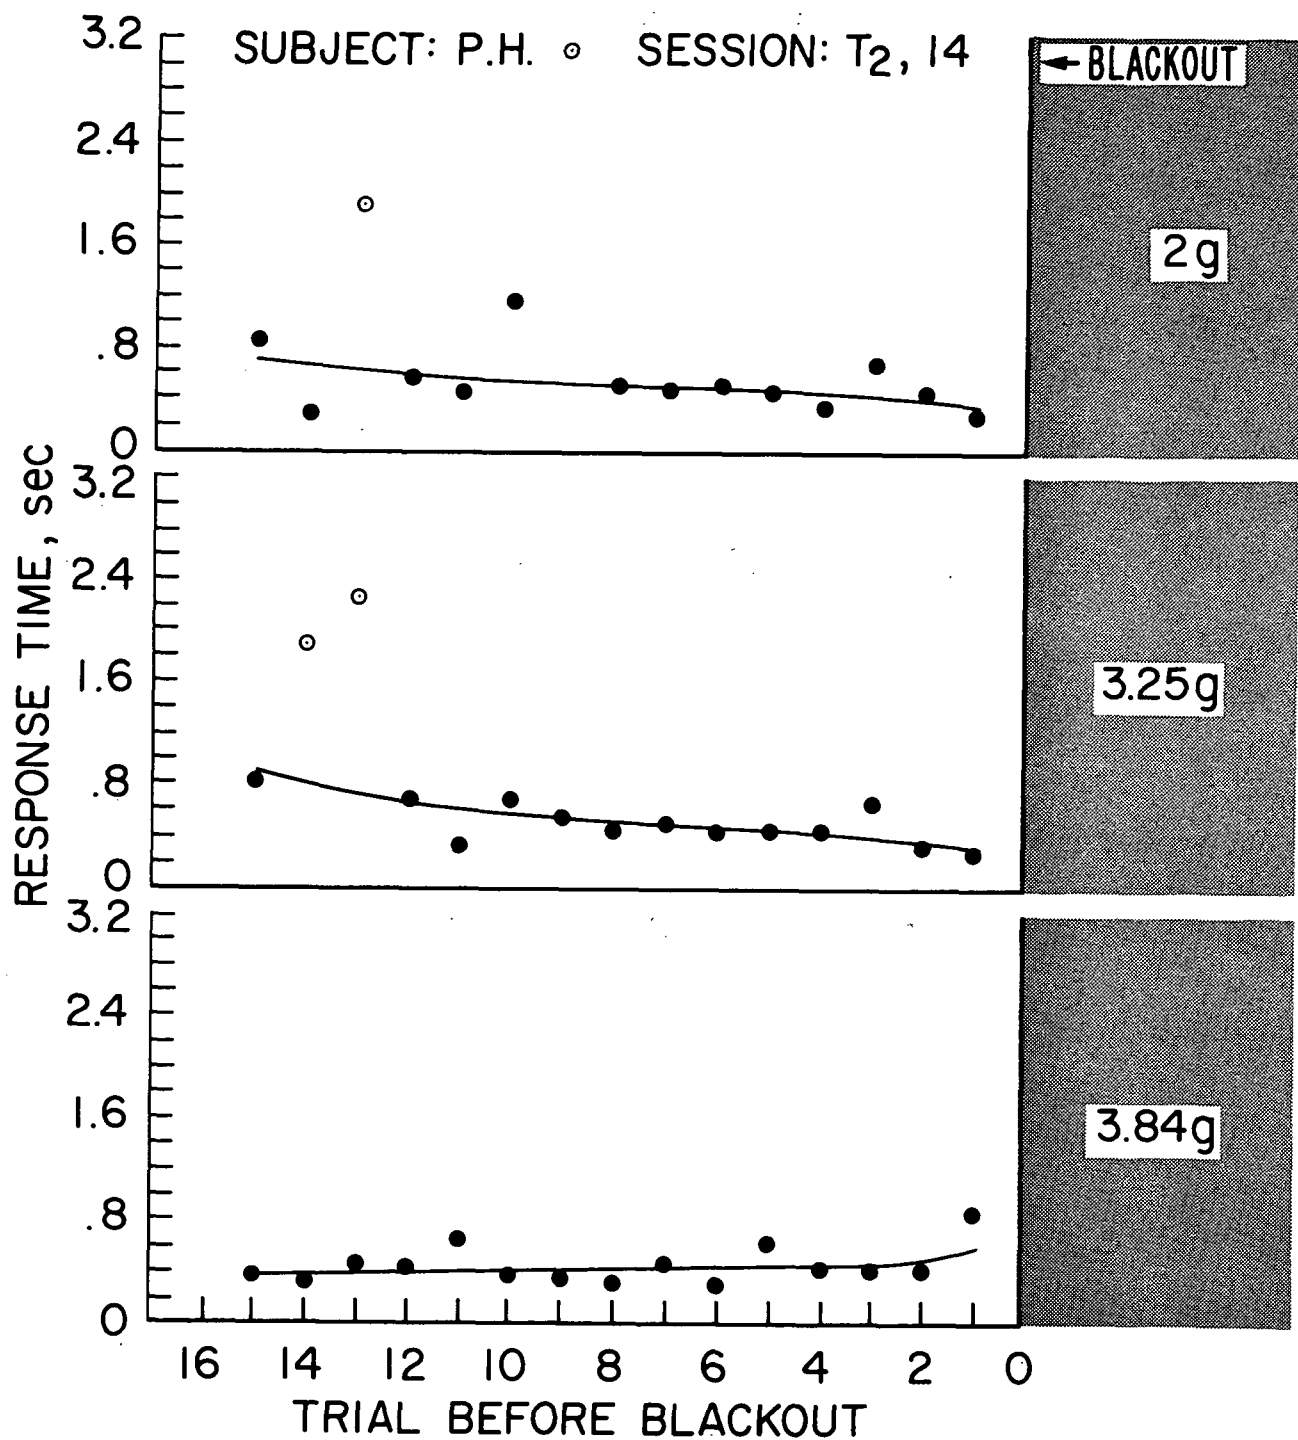 SUBJECT: P.H. ⊙ SESSION: T2, 14
← BLACKOUT
3.2
2.4
1.6
.8
0
2g
RESPONSE TIME, sec
3.2
2.4
1.6
.8
0
3.25g
3.2
2.4
1.6
.8
0
3.84g
16 14 12 10 8 6 4 2 0
TRIAL BEFORE BLACKOUT